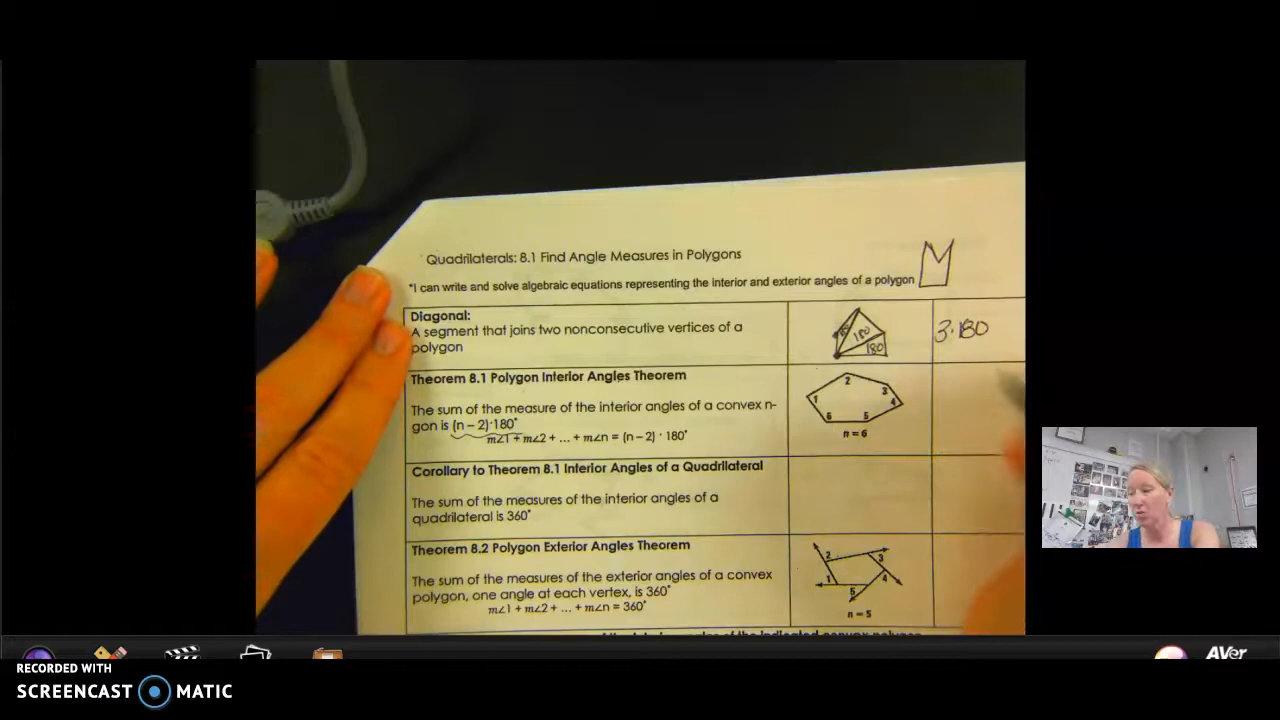 Quadrilaterals: 8.1 Find Angle Measures in Polygons
*I can write and solve algebraic equations representing the interior and exterior angles of a polygon
Diagonal:
A segment that joins two nonconsecutive vertices of a
polygon
180
180
180
3·180
Theorem 8.1 Polygon Interior Angles Theorem
The sum of the measure of the interior angles of a convex n-
gon is (n – 2)·180°
m∠1 + m∠2 + ... + m∠n = (n – 2) · 180°
1
2
3
4
5
6
n = 6
Corollary to Theorem 8.1 Interior Angles of a Quadrilateral
The sum of the measures of the interior angles of a
quadrilateral is 360°
Theorem 8.2 Polygon Exterior Angles Theorem
The sum of the measures of the exterior angles of a convex
polygon, one angle at each vertex, is 360°
m∠1 + m∠2 + ... + m∠n = 360°
2
3
1
4
5
n = 5
RECORDED WITH
SCREENCAST MATIC
AVer